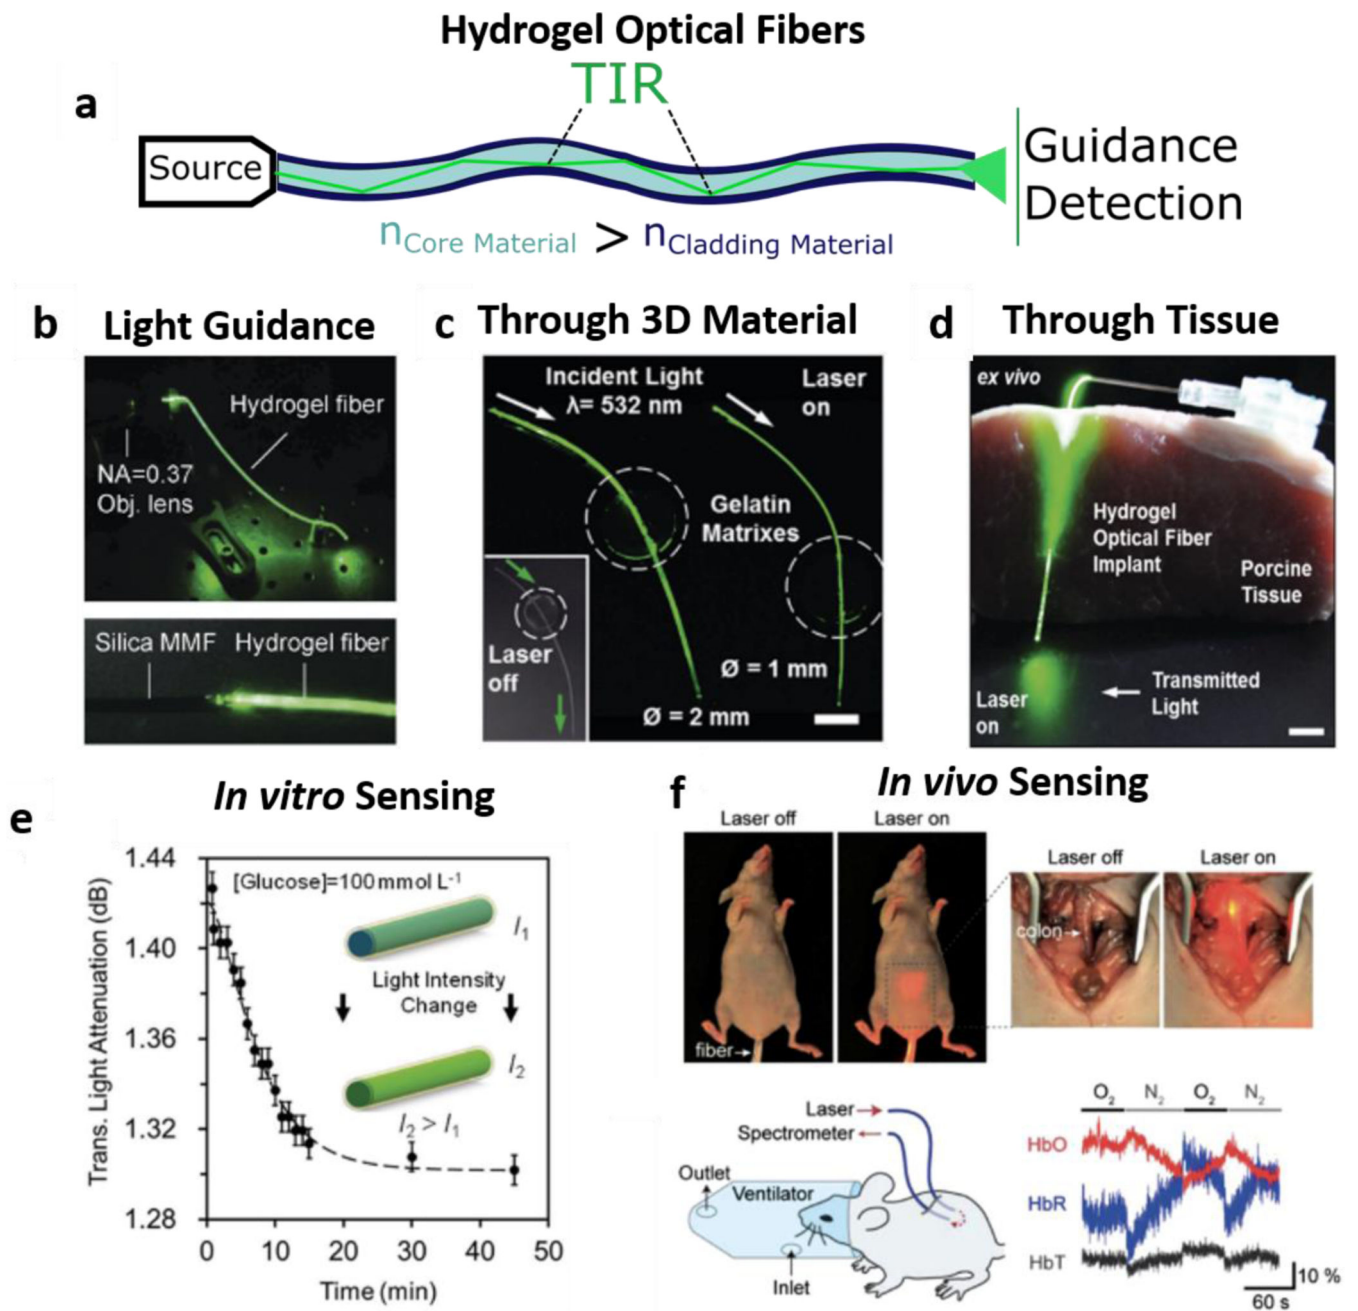 Hydrogel Optical Fibers
a
TIR
Source
Guidance
Detection
nCore Material > nCladding Material
b
Light Guidance
Hydrogel fiber
NA=0.37
Obj. lens
Silica MMF
Hydrogel fiber
c
Through 3D Material
Incident Light
λ= 532 nm
Laser
on
Gelatin
Matrixes
Laser
off
Ø = 1 mm
Ø = 2 mm
d
Through Tissue
ex vivo
Hydrogel
Optical Fiber
Implant
Porcine
Tissue
Laser
on
Transmitted
Light
e
In vitro Sensing
Trans. Light Attenuation (dB)
1.44
1.40
1.36
1.32
1.28
[Glucose]=100 mmol L-1
I1
Light Intensity
Change
I2
I2 > I1
0 10 20 30 40 50
Time (min)
f
In vivo Sensing
Laser off
Laser on
fiber
Laser off
Laser on
colon
Laser
Spectrometer
Outlet
Ventilator
Inlet
O2 N2 O2 N2
HbO
HbR
HbT
10 %
60 s